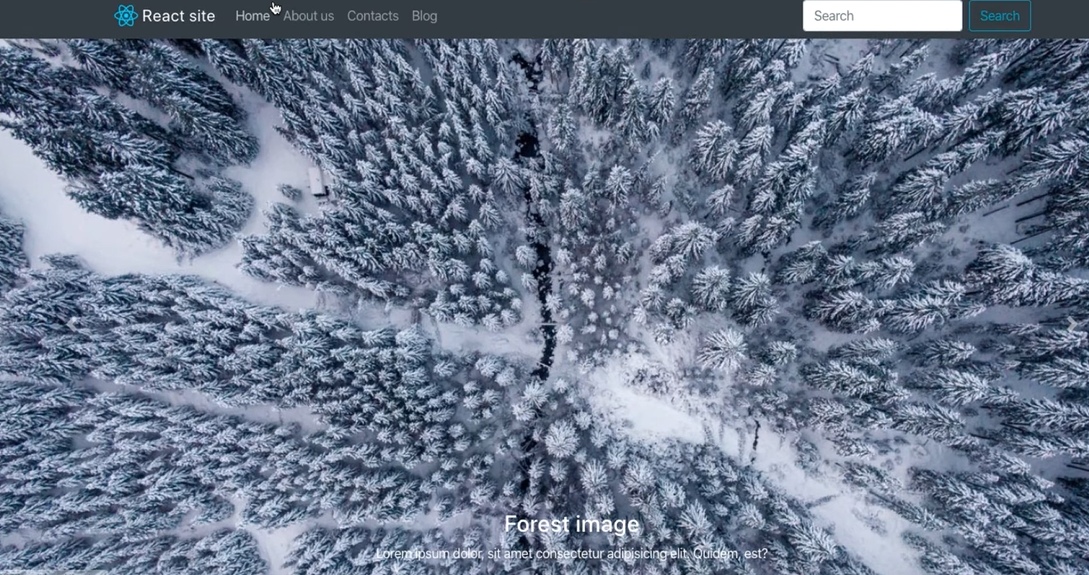 React site Home About us Contacts Blog Search Search
Forest image
Lorem ipsum dolor, sit amet consectetur adipisicing elit. Quidem, est?